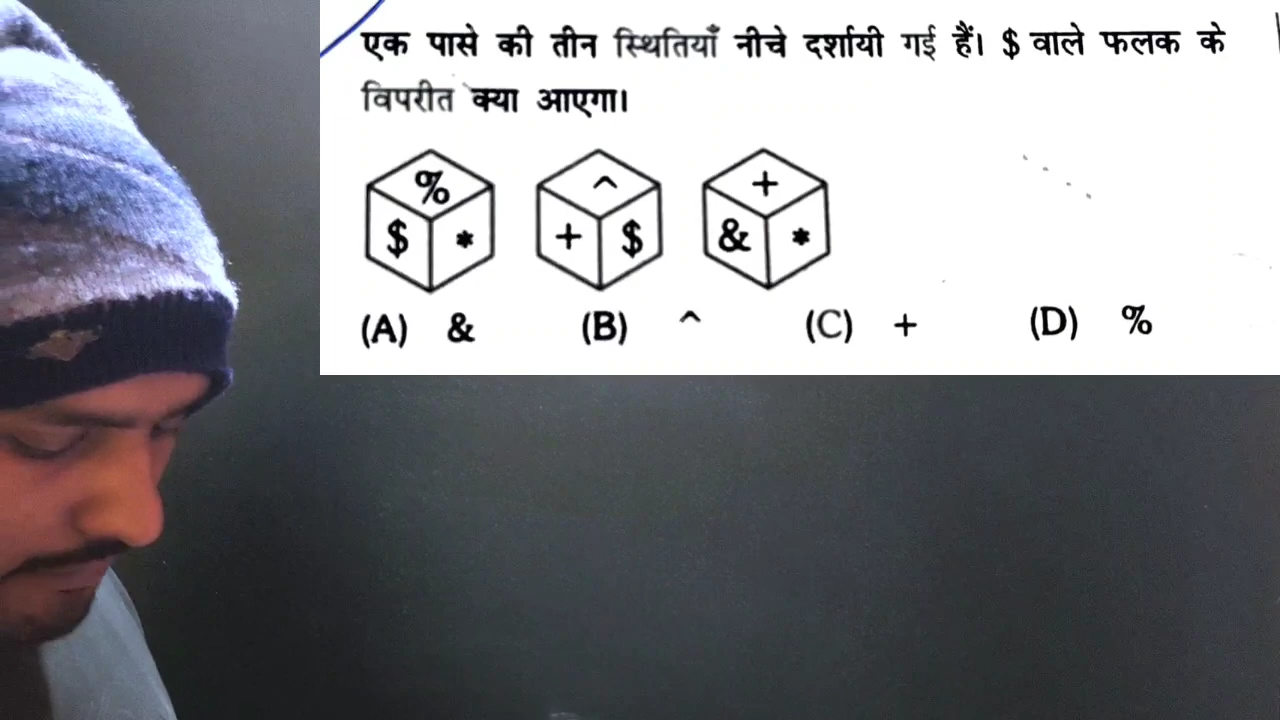 एक पासे की तीन स्थितियाँ नीचे दर्शायी गई हैं। $ वाले फलक के
विपरीत क्या आएगा।
% ^ +
$ * + $ & *
(A) & (B) ^ (C) + (D) %